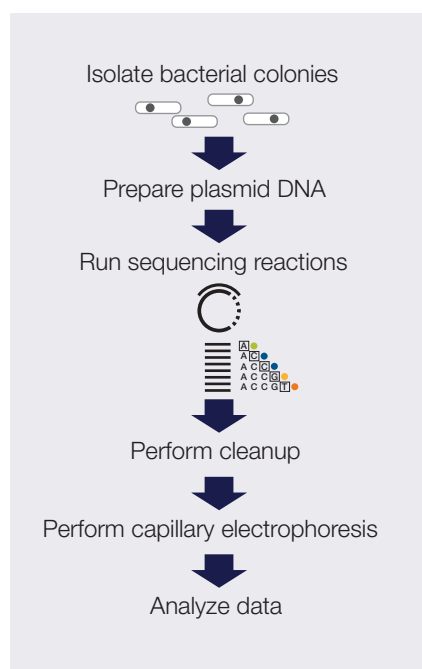 Isolate bacterial colonies
Prepare plasmid DNA
Run sequencing reactions
A
A C
A C C
A C C G
A C C G T
Perform cleanup
Perform capillary electrophoresis
Analyze data